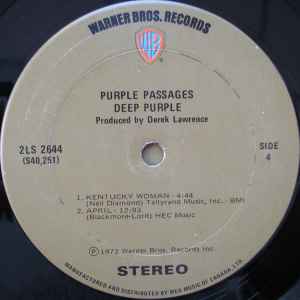 WARNER BROS. RECORDS
WB
PURPLE PASSAGES
DEEP PURPLE
Produced by Derek Lawrence
2LS 2644
(S40,251)
SIDE
4
1. KENTUCKY WOMAN - 4:44
(Neil Diamond) Tallyrand Music, Inc. - BMI
2. APRIL - 12:03
(Blackmore-Lord) HEC Music
℗ 1972 Warner Bros. Records Inc.
STEREO
MANUFACTURED AND DISTRIBUTED IN CANADA BY WEA MUSIC OF CANADA, LTD.